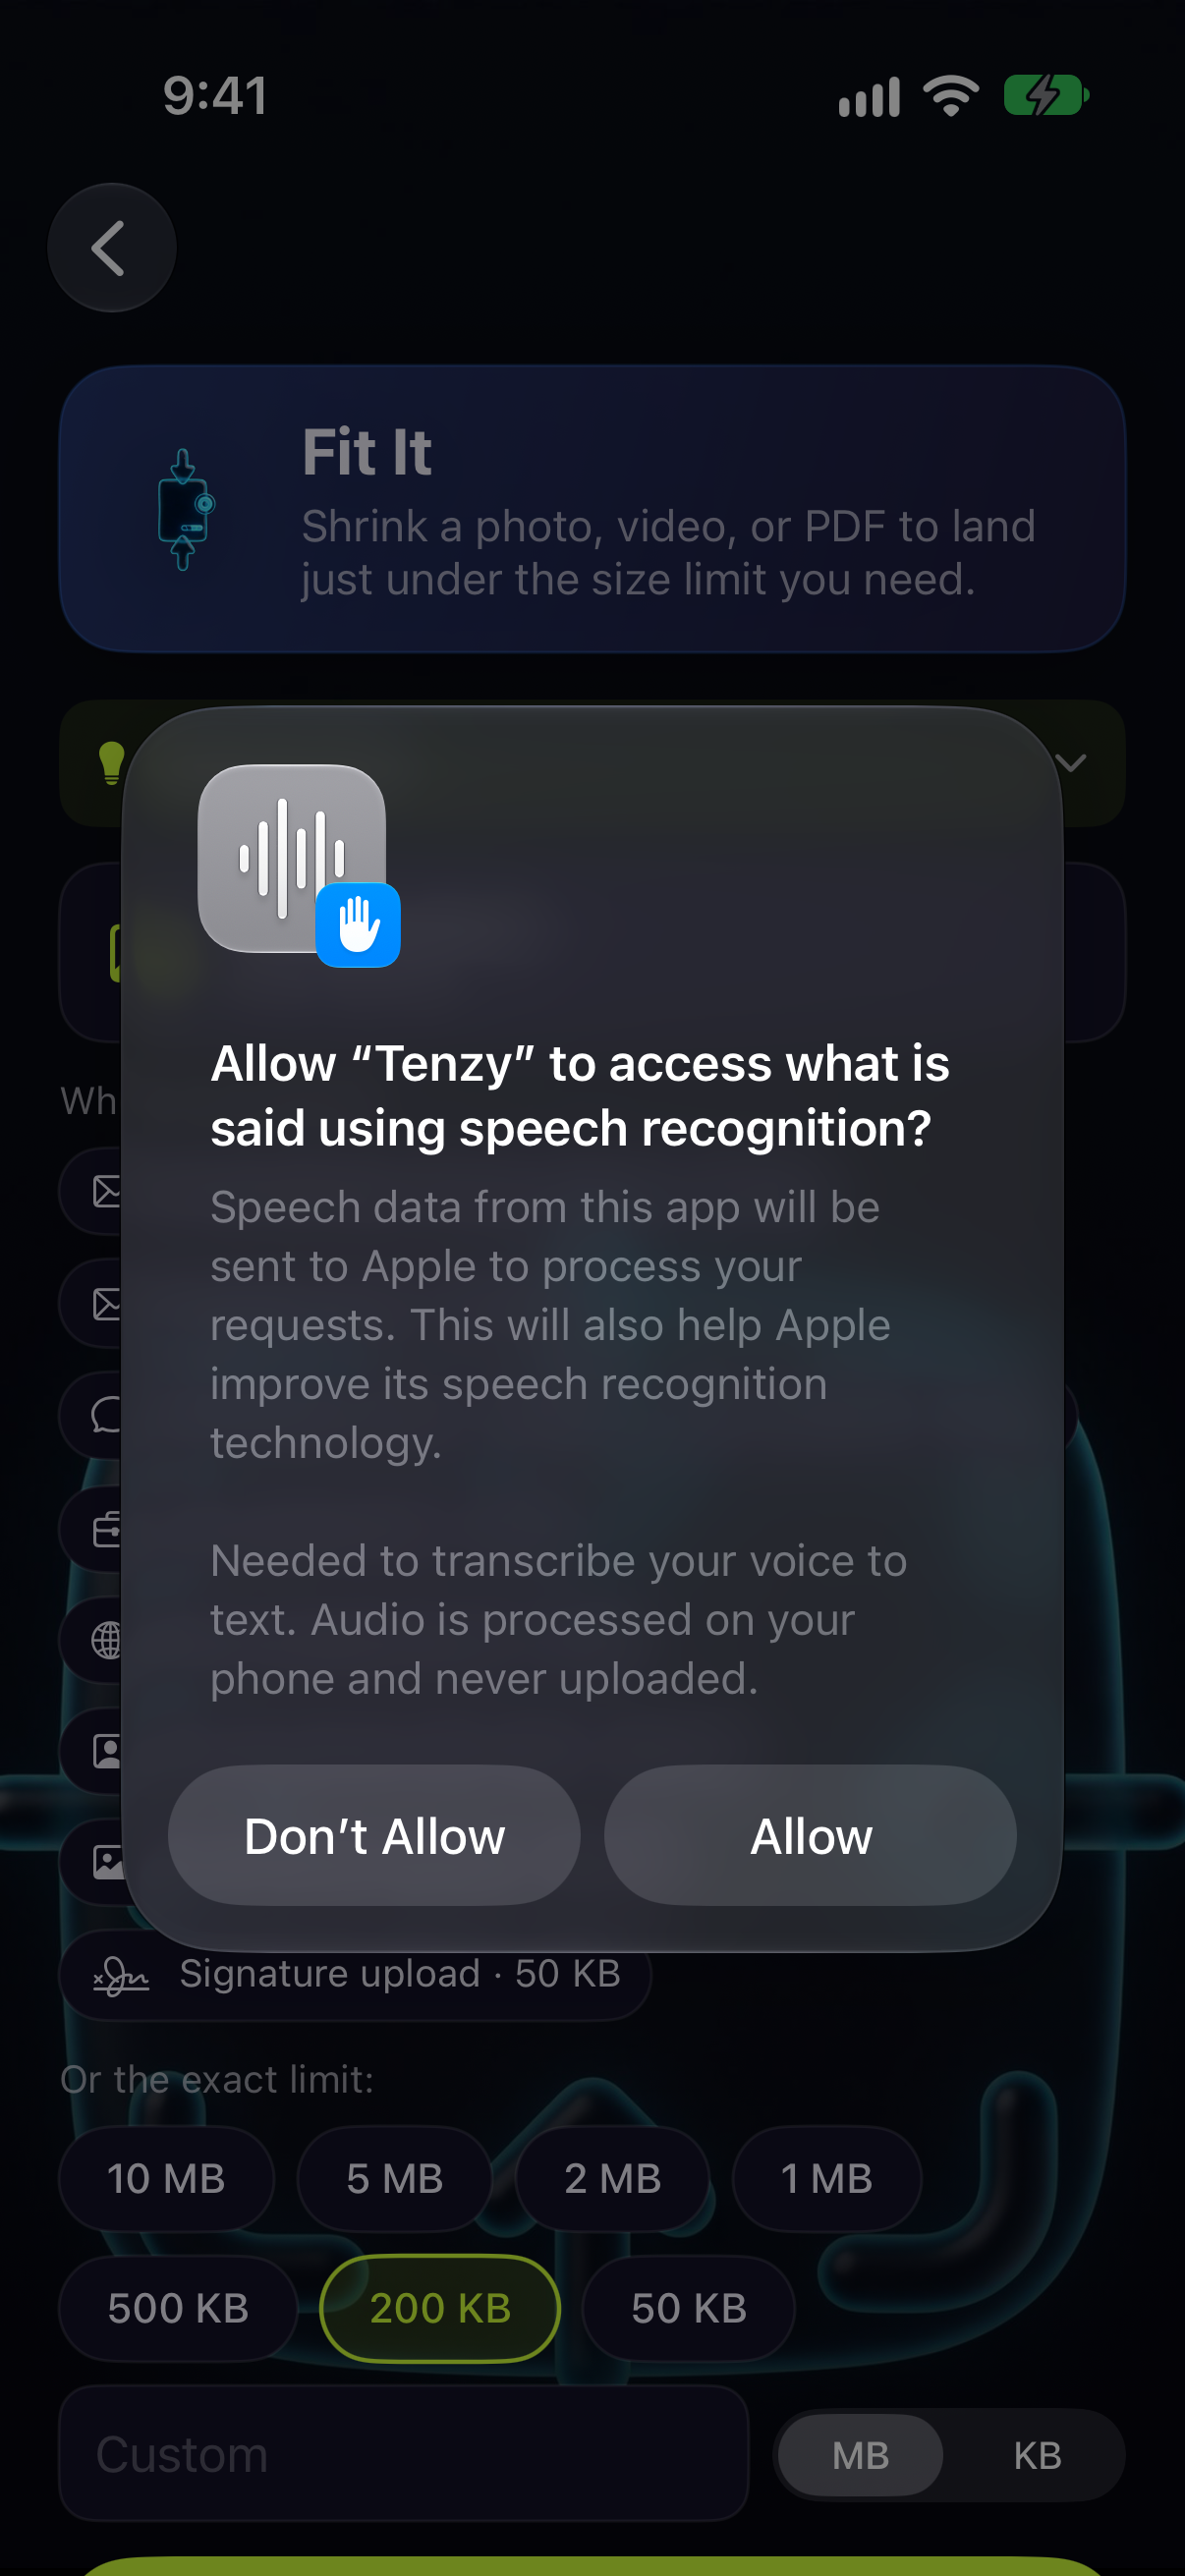 9:41
Fit It
Shrink a photo, video, or PDF to land
just under the size limit you need.
Allow “Tenzy” to access what is
said using speech recognition?
Speech data from this app will be
sent to Apple to process your
requests. This will also help Apple
improve its speech recognition
technology.
Needed to transcribe your voice to
text. Audio is processed on your
phone and never uploaded.
Don’t Allow
Allow
Signature upload · 50 KB
Or the exact limit:
10 MB
5 MB
2 MB
1 MB
500 KB
200 KB
50 KB
Custom
MB
KB